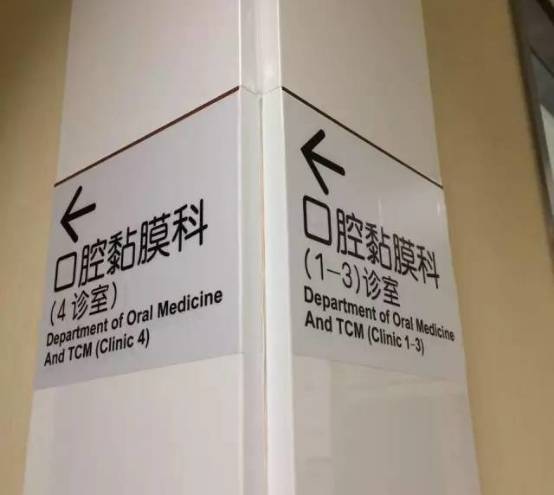 口腔黏膜科
(4 诊室)
Department of Oral Medicine
And TCM (Clinic 4)
口腔黏膜科
(1-3)诊室
Department of Oral Medicine
And TCM (Clinic 1-3)